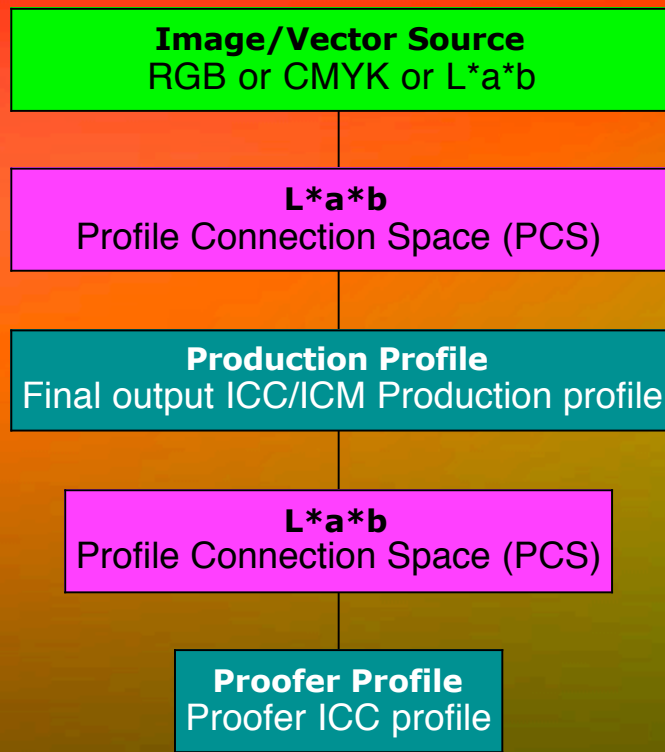 Image/Vector Source
RGB or CMYK or L*a*b
L*a*b
Profile Connection Space (PCS)
Production Profile
Final output ICC/ICM Production profile
L*a*b
Profile Connection Space (PCS)
Proofer Profile
Proofer ICC profile